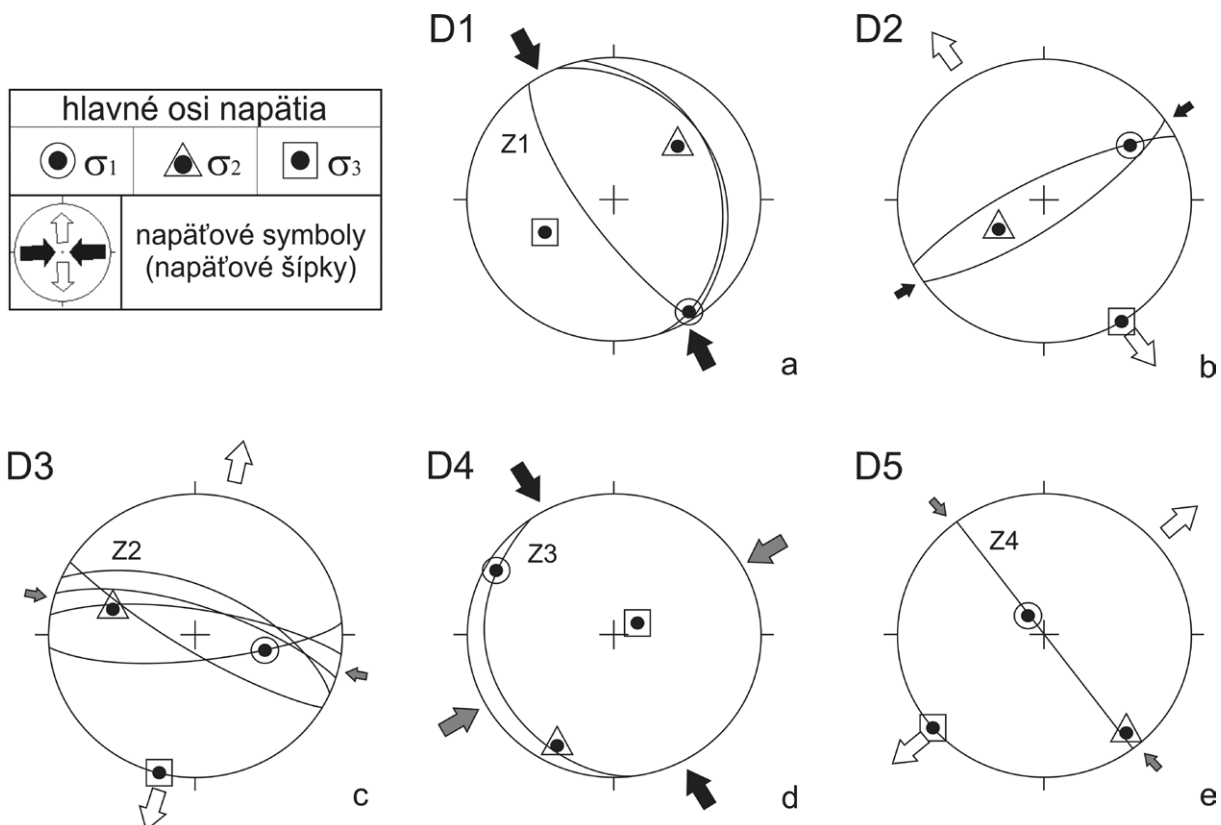 hlavné osi napätia
σ1 σ2 σ3
napäťové symboly
(napäťové šípky)
D1
Z1
a
D2
b
D3
Z2
c
D4
Z3
d
D5
Z4
e